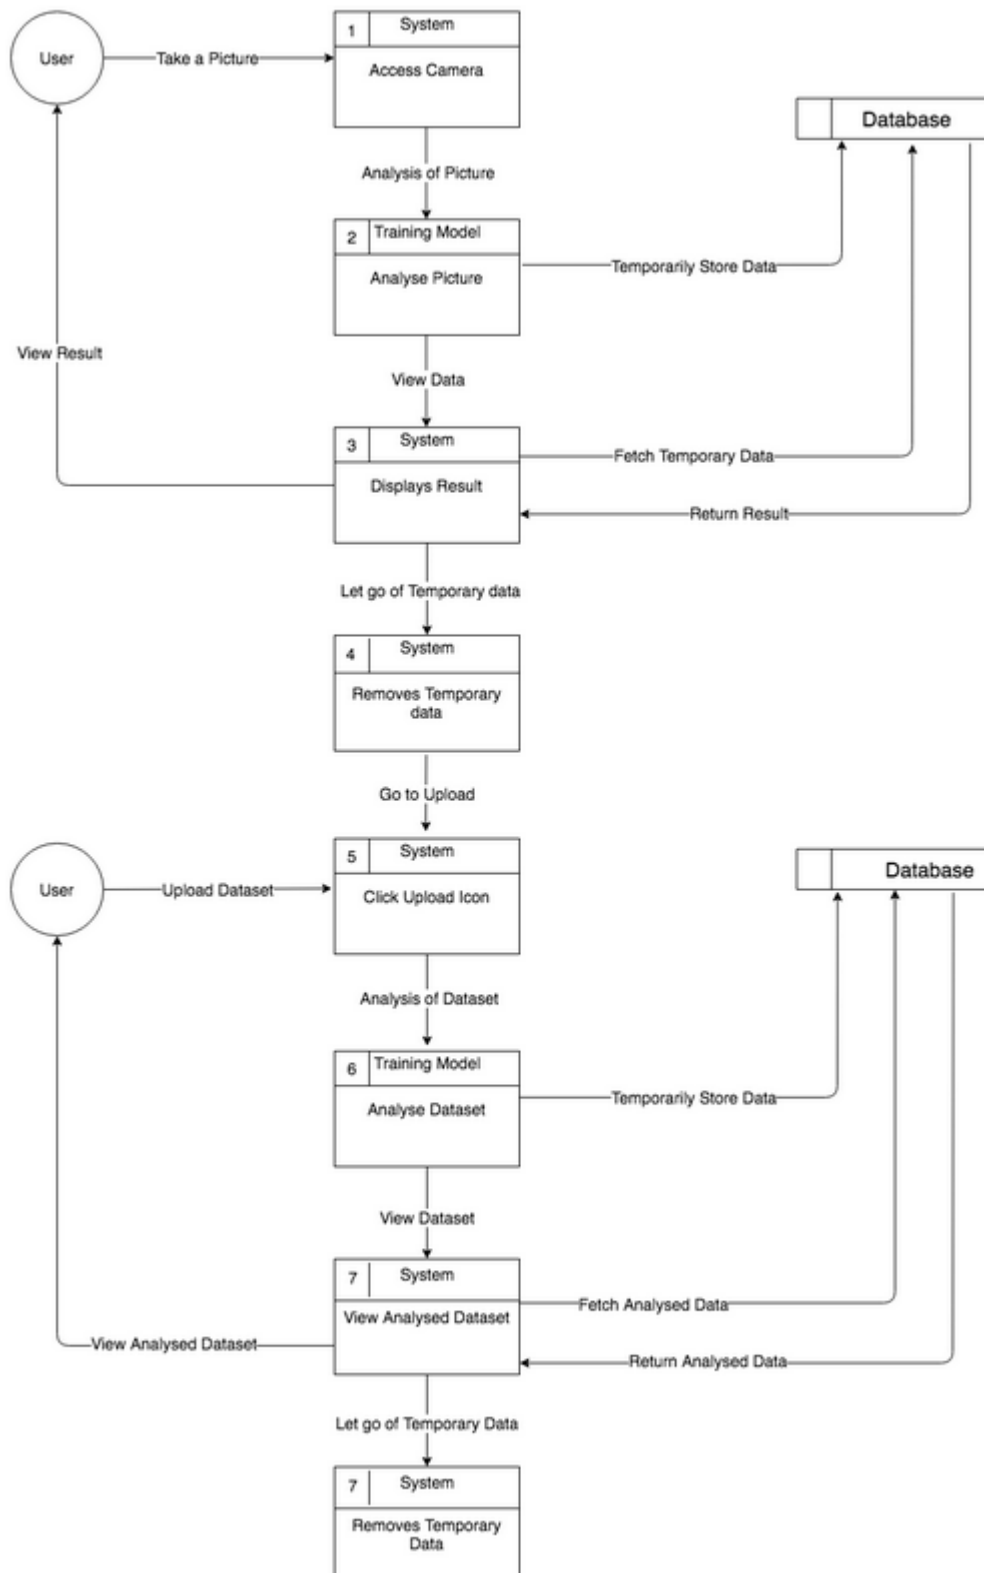 User
Take a Picture
1
System
Access Camera
Database
Analysis of Picture
2
Training Model
Analyse Picture
Temporarily Store Data
View Result
View Data
3
System
Displays Result
Fetch Temporary Data
Return Result
Let go of Temporary data
4
System
Removes Temporary
data
Go to Upload
User
Upload Dataset
5
System
Click Upload Icon
Database
Analysis of Dataset
6
Training Model
Analyse Dataset
Temporarily Store Data
View Dataset
7
System
View Analysed Dataset
Fetch Analysed Data
View Analysed Dataset
Return Analysed Data
Let go of Temporary Data
7
System
Removes Temporary
Data